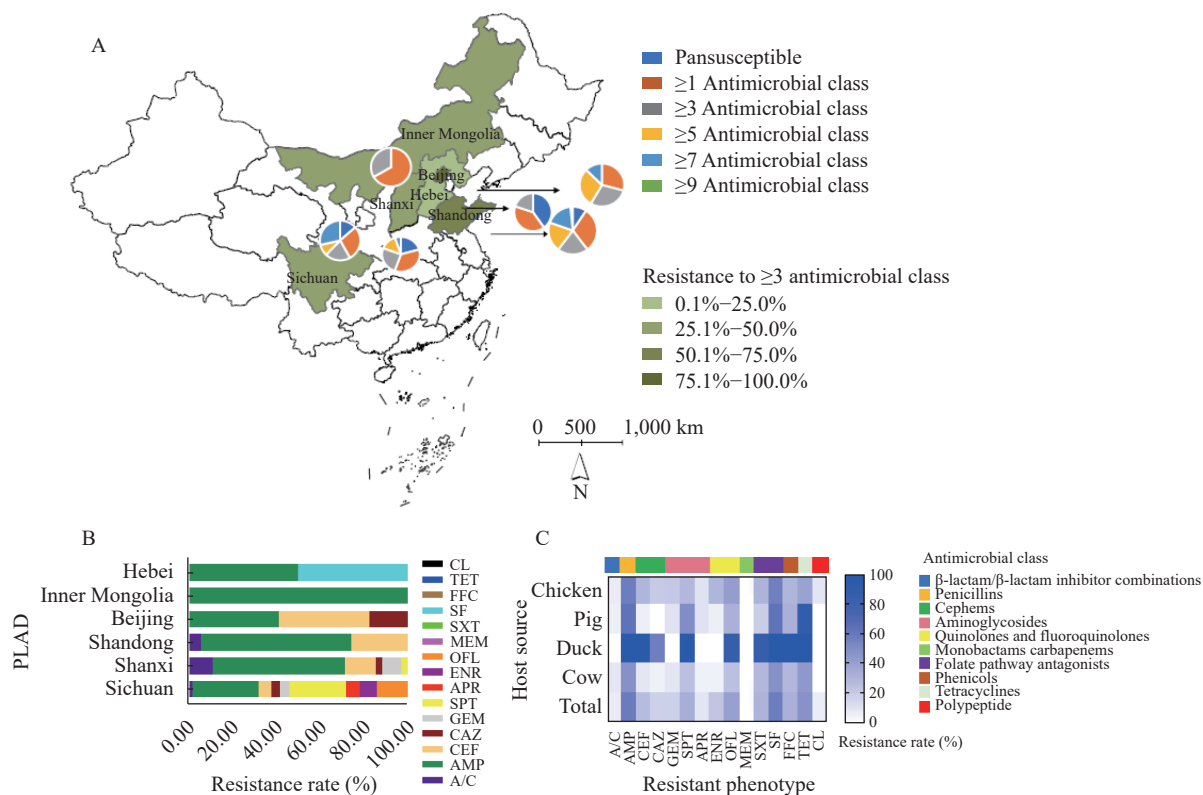 A
Pansusceptible
≥1 Antimicrobial class
≥3 Antimicrobial class
≥5 Antimicrobial class
≥7 Antimicrobial class
≥9 Antimicrobial class
Inner Mongolia
Beijing
Hebei
Shanxi
Shandong
Sichuan
Resistance to ≥3 antimicrobial class
0.1%−25.0%
25.1%−50.0%
50.1%−75.0%
75.1%−100.0%
0 500 1,000 km
N
B
PLAD
Hebei
Inner Mongolia
Beijing
Shandong
Shanxi
Sichuan
0.00 20.00 40.00 60.00 80.00 100.00
Resistance rate (%)
CL
TET
FFC
SF
SXT
MEM
OFL
ENR
APR
SPT
GEM
CAZ
CEF
AMP
A/C
C
Host source
Chicken
Pig
Duck
Cow
Total
A/C AMP CEF CAZ GEM SPT APR ENR OFL MEM SXT SF FFC TET CL
Resistant phenotype
100
80
60
40
20
0
Resistance rate (%)
Antimicrobial class
β-lactam/β-lactam inhibitor combinations
Penicillins
Cephems
Aminoglycosides
Quinolones and fluoroquinolones
Monobactams carbapenems
Folate pathway antagonists
Phenicols
Tetracyclines
Polypeptide